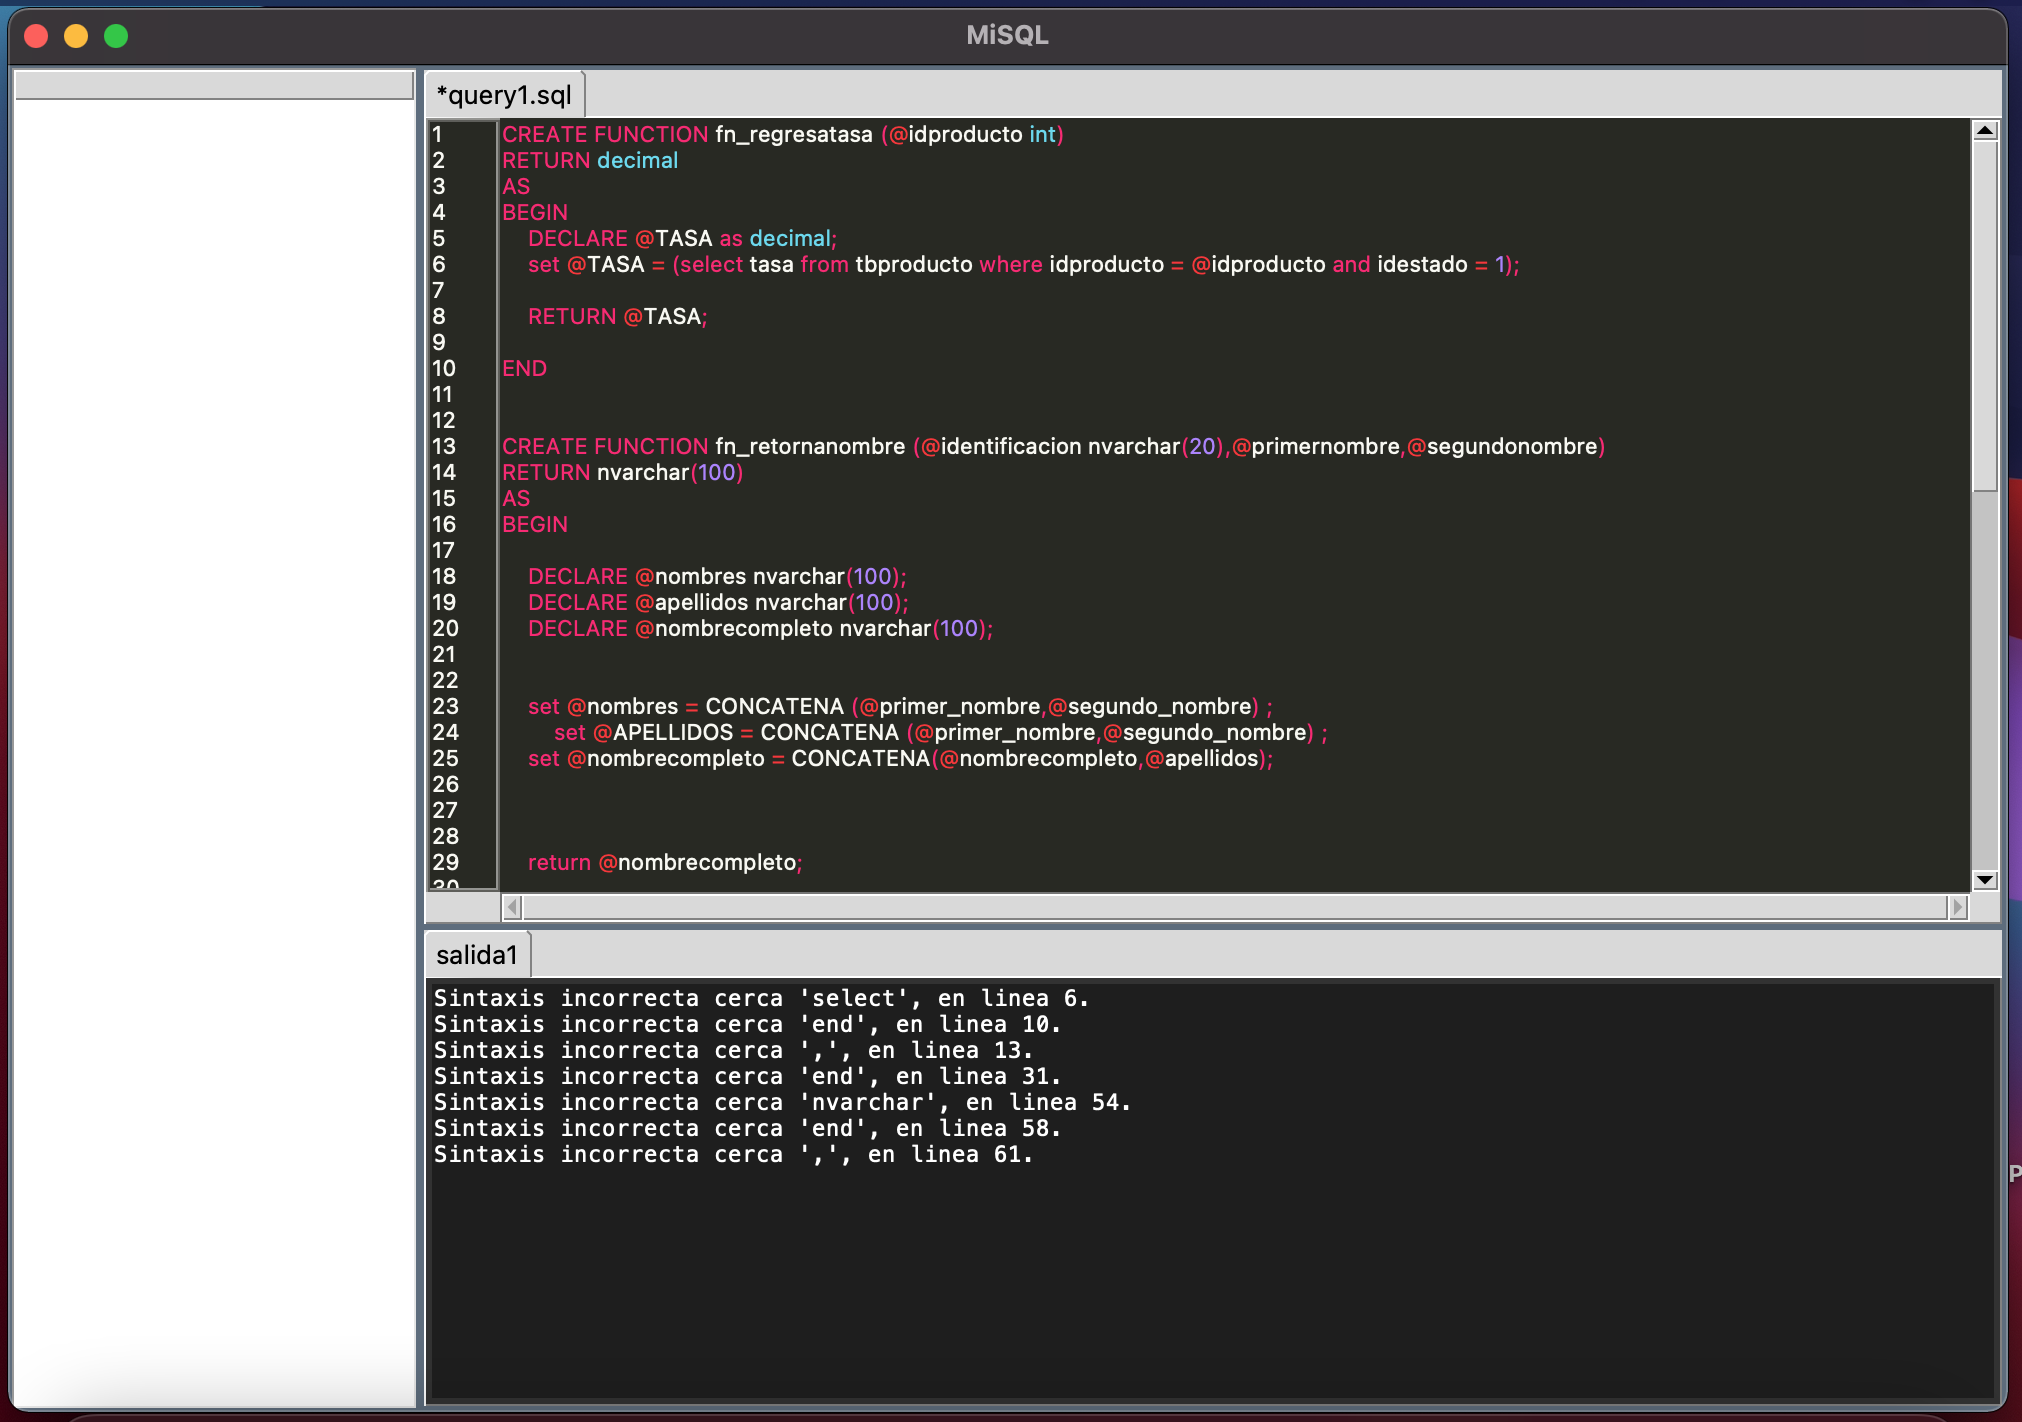 MiSQL
*query1.sql
1 CREATE FUNCTION fn_regresatasa (@idproducto int)
2 RETURN decimal
3 AS
4 BEGIN
5 DECLARE @TASA as decimal;
6 set @TASA = (select tasa from tbproducto where idproducto = @idproducto and idestado = 1);
7
8 RETURN @TASA;
9
10 END
11
12
13 CREATE FUNCTION fn_retornanombre (@identificacion nvarchar(20),@primernombre,@segundonombre)
14 RETURN nvarchar(100)
15 AS
16 BEGIN
17
18 DECLARE @nombres nvarchar(100);
19 DECLARE @apellidos nvarchar(100);
20 DECLARE @nombrecompleto nvarchar(100);
21
22
23 set @nombres = CONCATENA (@primer_nombre,@segundo_nombre) ;
24 set @APELLIDOS = CONCATENA (@primer_nombre,@segundo_nombre) ;
25 set @nombrecompleto = CONCATENA(@nombrecompleto,@apellidos);
26
27
28
29 return @nombrecompleto;
30
salida1
Sintaxis incorrecta cerca 'select', en linea 6.
Sintaxis incorrecta cerca 'end', en linea 10.
Sintaxis incorrecta cerca ',', en linea 13.
Sintaxis incorrecta cerca 'end', en linea 31.
Sintaxis incorrecta cerca 'nvarchar', en linea 54.
Sintaxis incorrecta cerca 'end', en linea 58.
Sintaxis incorrecta cerca ',', en linea 61.
P